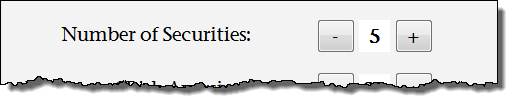 Number of Securities: - 5 +